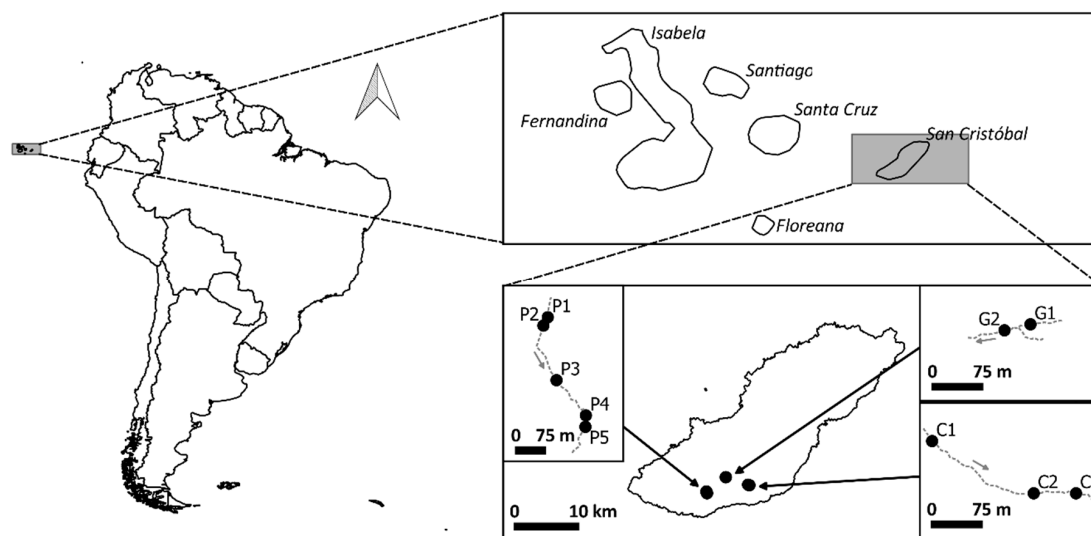 Isabela
Santiago
Santa Cruz
Fernandina
San Cristóbal
Floreana
P1
P2
P3
P4
P5
0 75 m
0 10 km
G2 G1
0 75 m
C1
C2 C
0 75 m